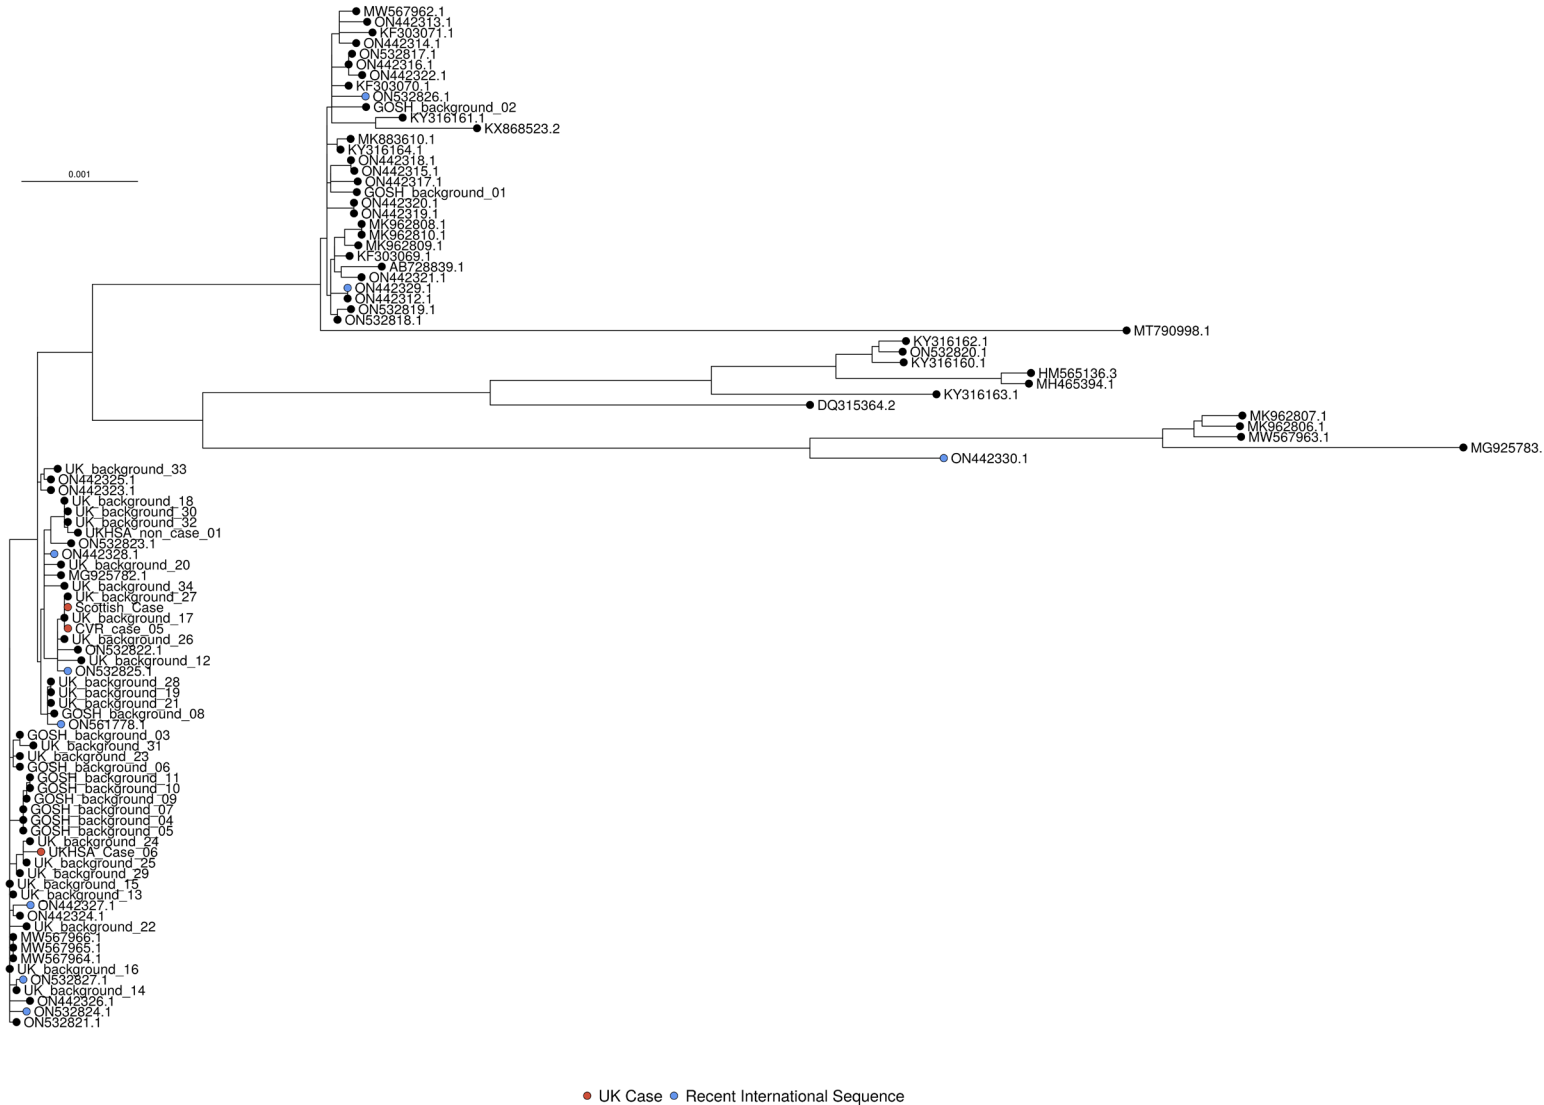 MW567962.1
ON442313.1
KF303071.1
ON442314.1
ON532817.1
ON442316.1
ON442322.1
KF303070.1
ON532826.1
GOSH_background_02
KY316161.1
KX868523.2
MK883610.1
KY316164.1
ON442318.1
ON442315.1
0.001
ON442317.1
GOSH_background_01
ON442320.1
ON442319.1
MK962808.1
MK962810.1
MK962809.1
KF303069.1
AB728839.1
ON442321.1
ON442329.1
ON442312.1
ON532819.1
ON532818.1
MT790998.1
KY316162.1
ON532820.1
KY316160.1
HM565136.3
MH465394.1
KY316163.1
DQ315364.2
MK962807.1
MK962806.1
MW567963.1
MG925783.
ON442330.1
UK_background_33
ON442325.1
ON442323.1
UK_background_18
UK_background_30
UK_background_32
UKHSA_non_case_01
ON532823.1
ON442328.1
UK_background_20
MG925782.1
UK_background_34
UK_background_27
Scottish_Case
UK_background_17
CVR_case_05
UK_background_26
ON532822.1
UK_background_12
ON532825.1
UK_background_28
UK_background_19
UK_background_21
GOSH_background_08
ON561778.1
GOSH_background_03
UK_background_31
UK_background_23
GOSH_background_06
GOSH_background_11
GOSH_background_10
GOSH_background_09
GOSH_background_07
GOSH_background_04
GOSH_background_05
UK_background_24
UKHSA_Case_06
UK_background_25
UK_background_29
UK_background_15
UK_background_13
ON442327.1
ON442324.1
UK_background_22
MW567966.1
MW567965.1
MW567964.1
UK_background_16
ON532827.1
UK_background_14
ON442326.1
ON532824.1
ON532821.1
UK Case Recent International Sequence